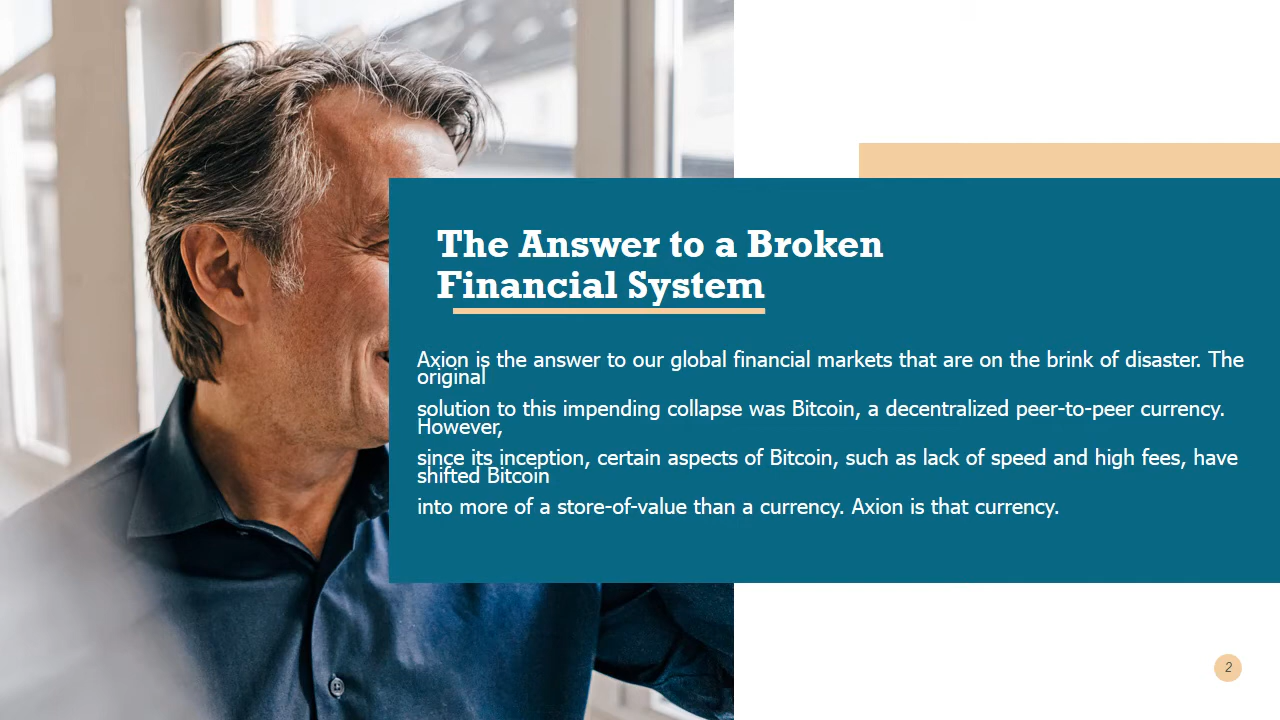 The Answer to a Broken
Financial System
Axion is the answer to our global financial markets that are on the brink of disaster. The
original
solution to this impending collapse was Bitcoin, a decentralized peer-to-peer currency.
However,
since its inception, certain aspects of Bitcoin, such as lack of speed and high fees, have
shifted Bitcoin
into more of a store-of-value than a currency. Axion is that currency.
2